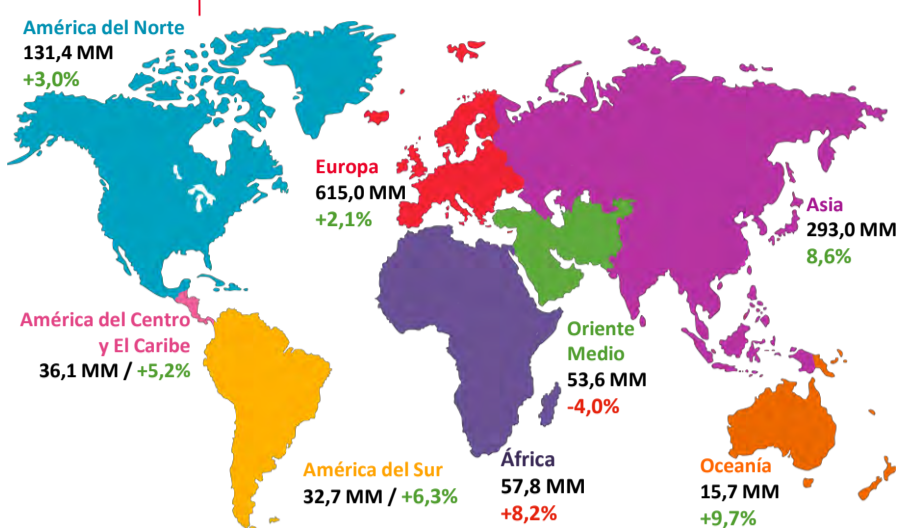 América del Norte
131,4 MM
+3,0%
Europa
615,0 MM
+2,1%
Asia
293,0 MM
8,6%
América del Centro
y El Caribe
36,1 MM / +5,2%
Oriente
Medio
53,6 MM
-4,0%
América del Sur
32,7 MM / +6,3%
África
57,8 MM
+8,2%
Oceanía
15,7 MM
+9,7%